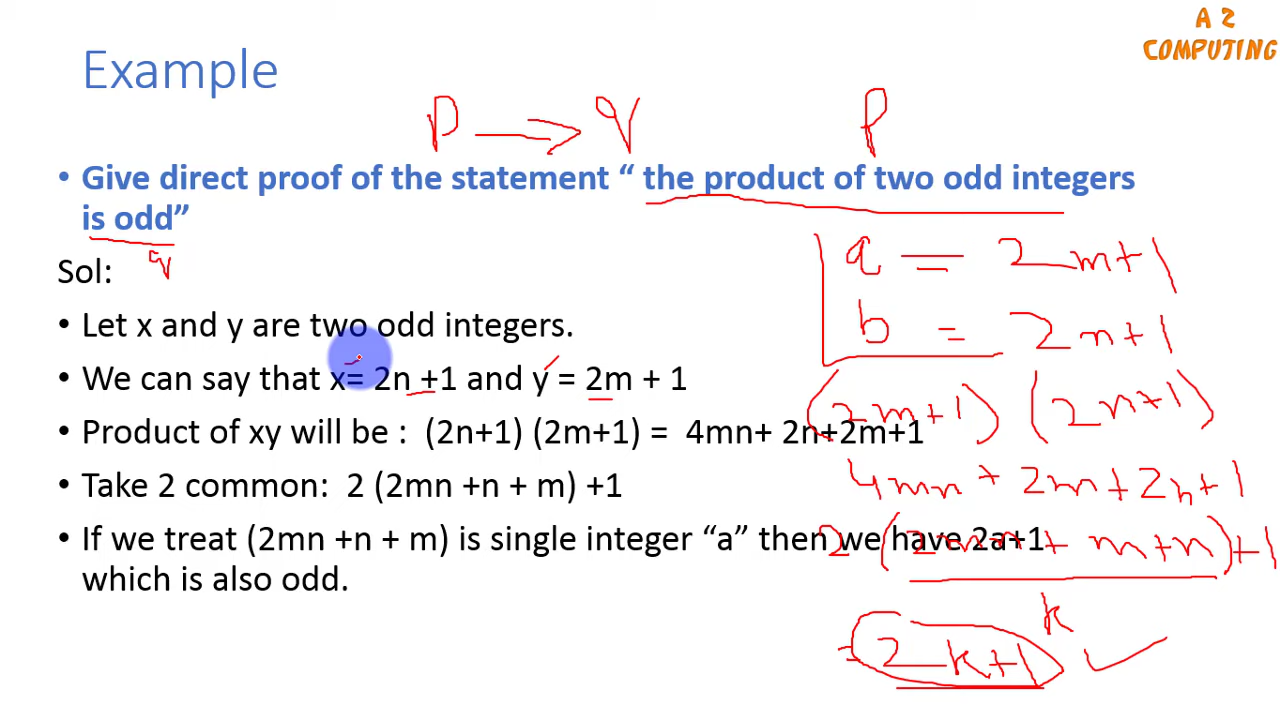 A Z
COMPUTING
Example
p → q
p
• Give direct proof of the statement “ the product of two odd integers
is odd”
q
a = 2m+1
Sol:
b = 2n+1
• Let x and y are two odd integers.
• We can say that x= 2n +1 and y = 2m + 1
(2m+1) (2n+1)
• Product of xy will be : (2n+1) (2m+1) = 4mn+ 2n+2m+1
4mn + 2m+2n+1
• Take 2 common: 2 (2mn +n + m) +1
2 (2mn + m+n)+1
• If we treat (2mn +n + m) is single integer “a” then we have 2a+1
which is also odd.
k
= 2k+1 ✓